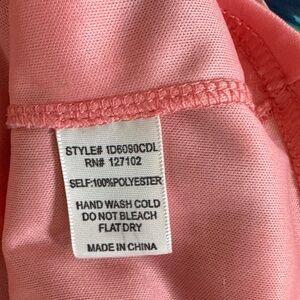 STYLE# ID6090CDL
RN# 127102
SELF:100%POLYESTER
HAND WASH COLD
DO NOT BLEACH
FLAT DRY
MADE IN CHINA